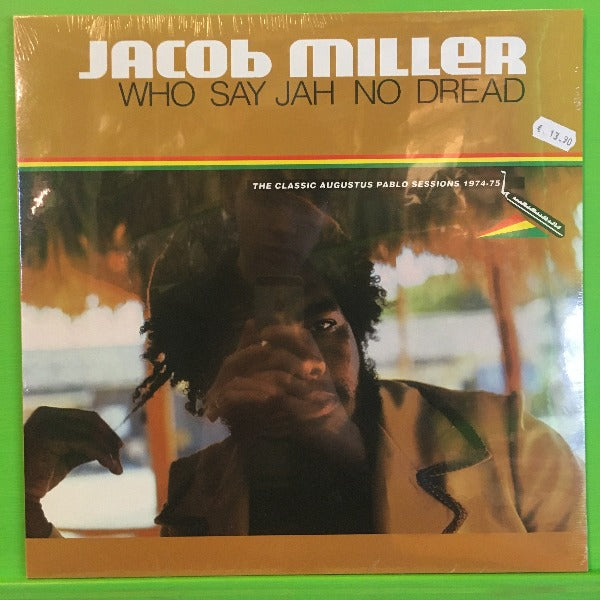 JACOB MILLER
WHO SAY JAH NO DREAD
€ 13.90
THE CLASSIC AUGUSTUS PABLO SESSIONS 1974-75